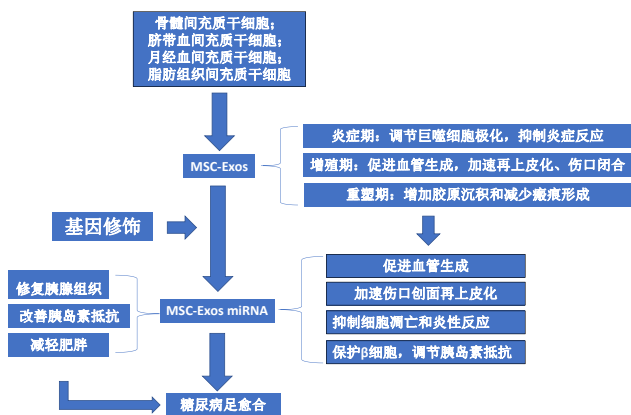 骨髓间充质干细胞；
脐带血间充质干细胞；
月经血间充质干细胞；
脂肪组织间充质干细胞
炎症期：调节巨噬细胞极化，抑制炎症反应
MSC-Exos
增殖期：促进血管生成，加速再上皮化、伤口闭合
重塑期：增加胶原沉积和减少瘢痕形成
基因修饰
促进血管生成
修复胰腺组织
加速伤口创面再上皮化
改善胰岛素抵抗
MSC-Exos miRNA
抑制细胞凋亡和炎性反应
减轻肥胖
保护β细胞，调节胰岛素抵抗
糖尿病足愈合